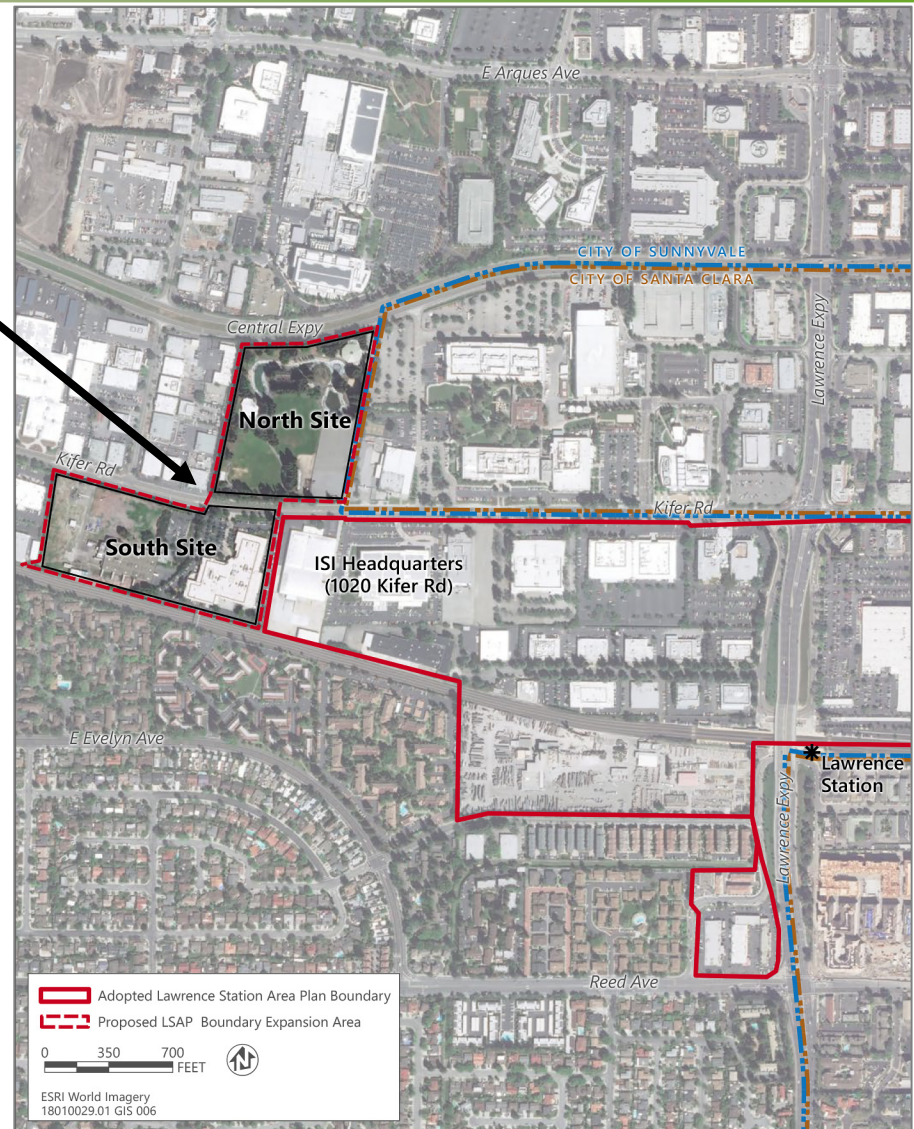 E Arques Ave
CITY OF SUNNYVALE
CITY OF SANTA CLARA
Central Expy
Lawrence Expy
North Site
Kifer Rd
Kifer Rd
South Site
ISI Headquarters
(1020 Kifer Rd)
E Evelyn Ave
Lawrence
Station
Lawrence Expy
Reed Ave
Adopted Lawrence Station Area Plan Boundary
Proposed LSAP Boundary Expansion Area
0 350 700
FEET
N
ESRI World Imagery
18010029.01 GIS 006